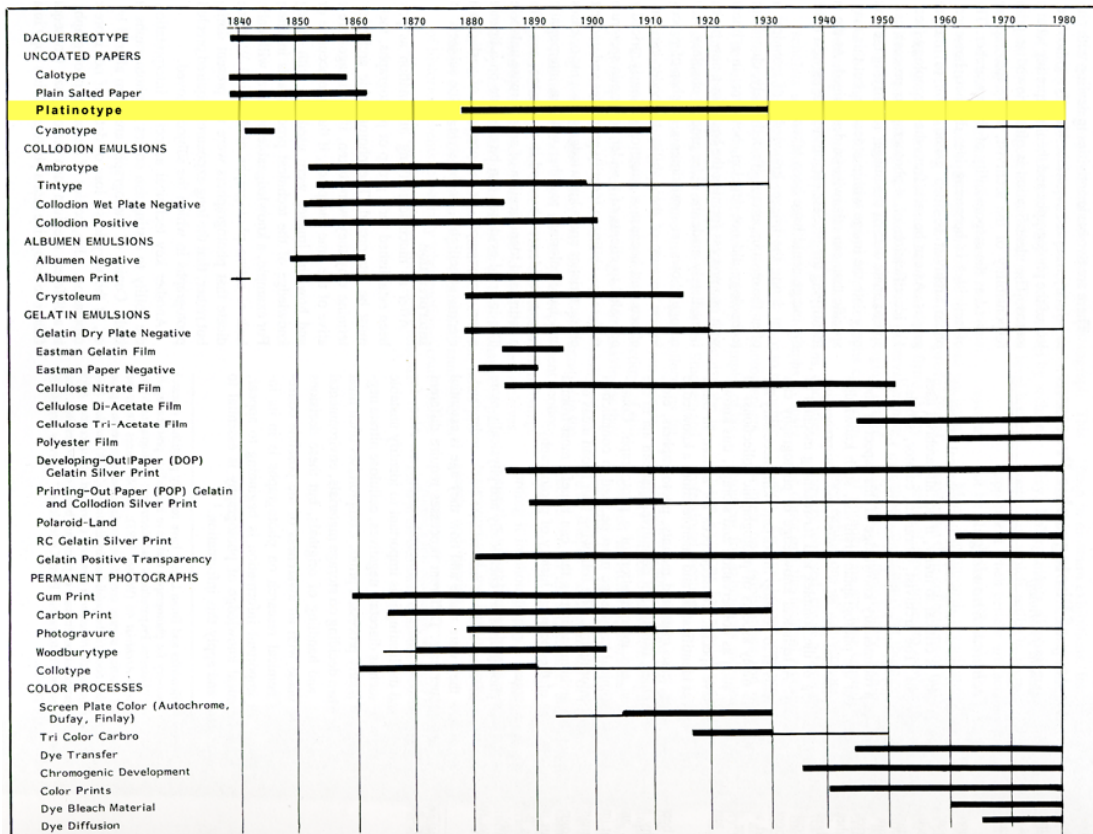 1840 1850 1860 1870 1880 1890 1900 1910 1920 1930 1940 1950 1960 1970 1980
DAGUERREOTYPE
UNCOATED PAPERS
Calotype
Plain Salted Paper
Platinotype
Cyanotype
COLLODION EMULSIONS
Ambrotype
Tintype
Collodion Wet Plate Negative
Collodion Positive
ALBUMEN EMULSIONS
Albumen Negative
Albumen Print
Crystoleum
GELATIN EMULSIONS
Gelatin Dry Plate Negative
Eastman Gelatin Film
Eastman Paper Negative
Cellulose Nitrate Film
Cellulose Di-Acetate Film
Cellulose Tri-Acetate Film
Polyester Film
Developing-Out Paper (DOP)
Gelatin Silver Print
Printing-Out Paper (POP) Gelatin
and Collodion Silver Print
Polaroid-Land
RC Gelatin Silver Print
Gelatin Positive Transparency
PERMANENT PHOTOGRAPHS
Gum Print
Carbon Print
Photogravure
Woodburytype
Collotype
COLOR PROCESSES
Screen Plate Color (Autochrome,
Dufay, Finlay)
Tri Color Carbro
Dye Transfer
Chromogenic Development
Color Prints
Dye Bleach Material
Dye Diffusion